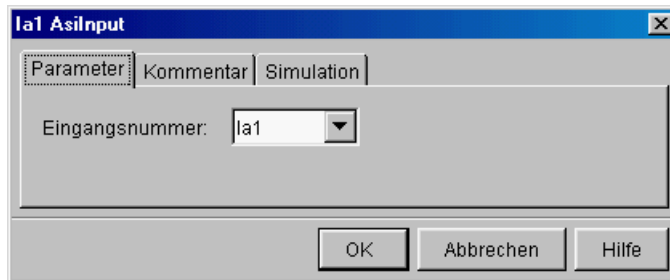 Ia1 AsiInput
Parameter Kommentar Simulation
Eingangsnummer: Ia1
OK Abbrechen Hilfe